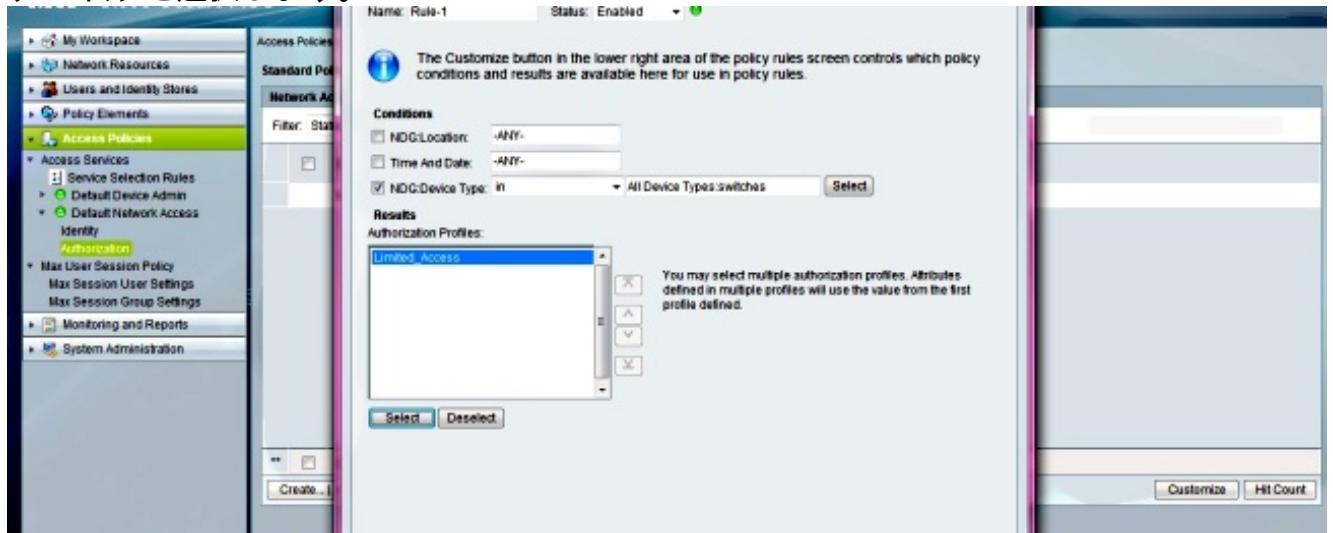 Name: Rule-1 Status: Enabled
My Workspace
Network Resources
Users and Identity Stores
Policy Elements
Access Policies
Access Services
Service Selection Rules
Default Device Admin
Default Network Access
Identity
Authorization
Max User Session Policy
Max Session User Settings
Max Session Group Settings
Monitoring and Reports
System Administration
Access Policies
Standard
Network
Filter:
The Customize button in the lower right area of the policy rules screen controls which policy
conditions and results are available here for use in policy rules.
Conditions
NDG:Location: -ANY-
Time And Date: -ANY-
NDG:Device Type: in All Device Types:switches Select
Results
Authorization Profiles:
Limited_Access
You may select multiple authorization profiles. Attributes
defined in multiple profiles will use the value from the first
profile defined.
Select Deselect
**
Create... |
Customize Hit Count